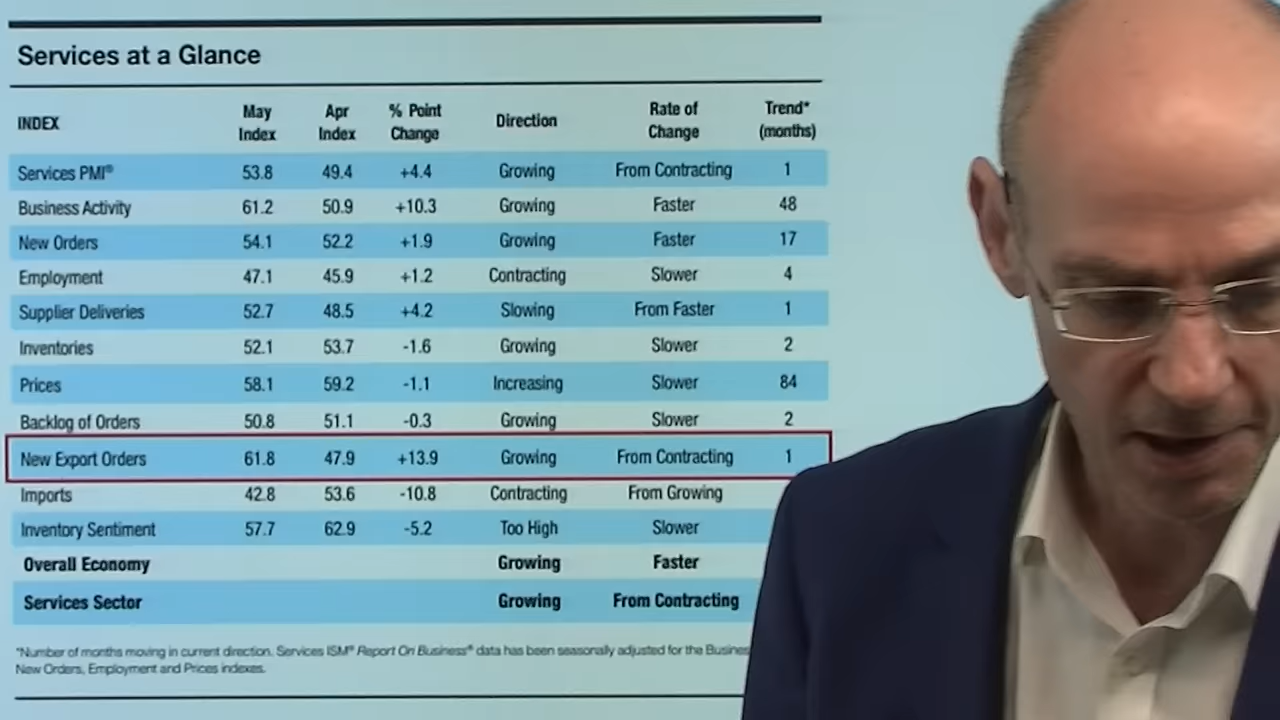 Services at a Glance
INDEX May Index Apr Index % Point Change Direction Rate of Change Trend* (months)
Services PMI® 53.8 49.4 +4.4 Growing From Contracting 1
Business Activity 61.2 50.9 +10.3 Growing Faster 48
New Orders 54.1 52.2 +1.9 Growing Faster 17
Employment 47.1 45.9 +1.2 Contracting Slower 4
Supplier Deliveries 52.7 48.5 +4.2 Slowing From Faster 1
Inventories 52.1 53.7 -1.6 Growing Slower 2
Prices 58.1 59.2 -1.1 Increasing Slower 84
Backlog of Orders 50.8 51.1 -0.3 Growing Slower 2
New Export Orders 61.8 47.9 +13.9 Growing From Contracting 1
Imports 42.8 53.6 -10.8 Contracting From Growing
Inventory Sentiment 57.7 62.9 -5.2 Too High Slower
Overall Economy Growing Faster
Services Sector Growing From Contracting
*Number of months moving in current direction. Services ISM® Report On Business® data has been seasonally adjusted for the
New Orders, Employment and Prices indexes.